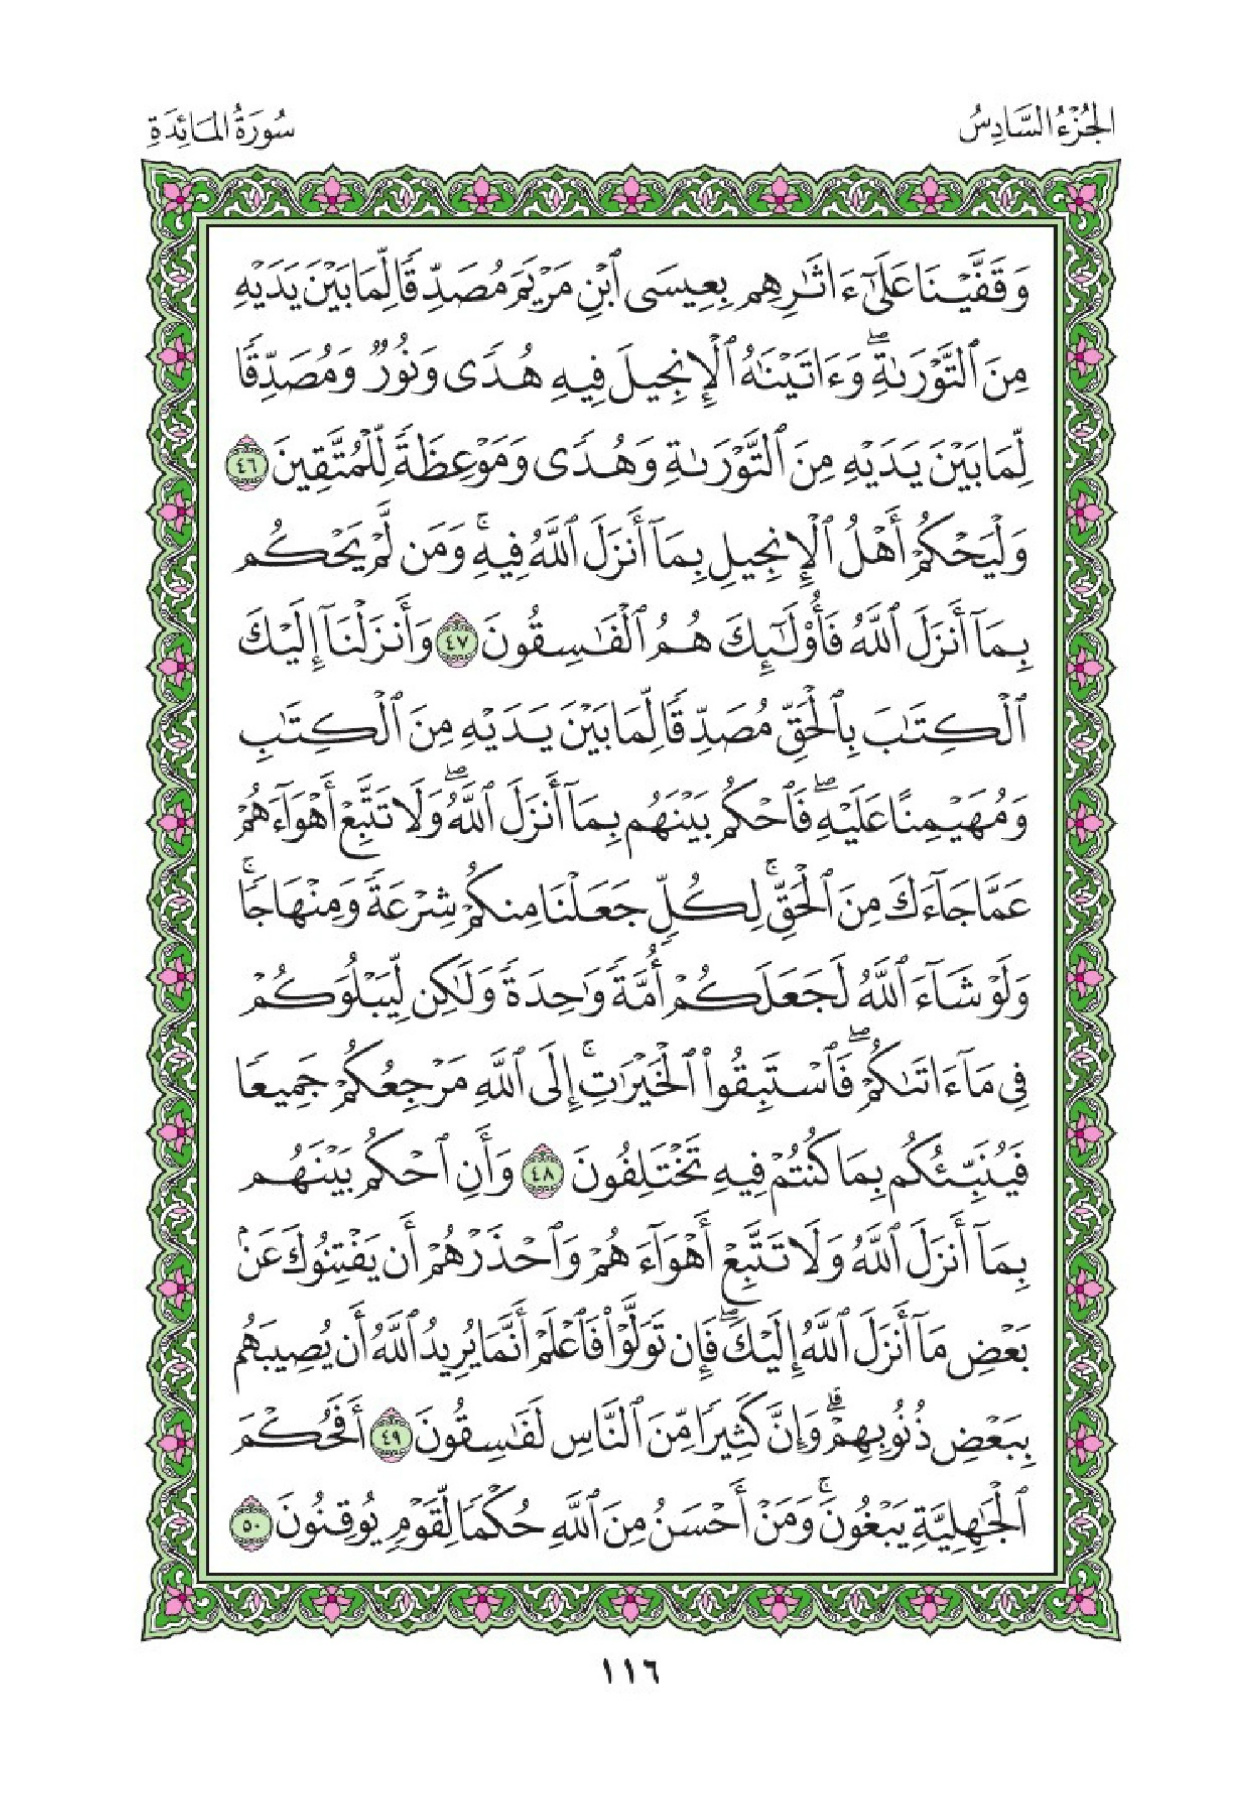 الجُزْءُ السَّادِسُ
سُورَةُ المَائِدَةِ
وَقَفَّيْنَا عَلَىٰٓ ءَاثَٰرِهِم بِعِيسَى ٱبْنِ مَرْيَمَ مُصَدِّقًا لِّمَا بَيْنَ يَدَيْهِ
مِنَ ٱلتَّوْرَىٰةِۖ وَءَاتَيْنَٰهُ ٱلْإِنجِيلَ فِيهِ هُدًى وَنُورٌ وَمُصَدِّقًا
لِّمَا بَيْنَ يَدَيْهِ مِنَ ٱلتَّوْرَىٰةِ وَهُدًى وَمَوْعِظَةً لِّلْمُتَّقِينَ ٤٦
وَلْيَحْكُمْ أَهْلُ ٱلْإِنجِيلِ بِمَآ أَنزَلَ ٱللَّهُ فِيهِۚ وَمَن لَّمْ يَحْكُم
بِمَآ أَنزَلَ ٱللَّهُ فَأُو۟لَٰٓئِكَ هُمُ ٱلْفَٰسِقُونَ ٤٧ وَأَنزَلْنَآ إِلَيْكَ
ٱلْكِتَٰبَ بِٱلْحَقِّ مُصَدِّقًا لِّمَا بَيْنَ يَدَيْهِ مِنَ ٱلْكِتَٰبِ
وَمُهَيْمِنًا عَلَيْهِۖ فَٱحْكُم بَيْنَهُم بِمَآ أَنزَلَ ٱللَّهُۖ وَلَا تَتَّبِعْ أَهْوَآءَهُمْ
عَمَّا جَآءَكَ مِنَ ٱلْحَقِّۚ لِكُلٍّ جَعَلْنَا مِنكُمْ شِرْعَةً وَمِنْهَاجًاۚ
وَلَوْ شَآءَ ٱللَّهُ لَجَعَلَكُمْ أُمَّةً وَٰحِدَةً وَلَٰكِن لِّيَبْلُوَكُمْ
فِى مَآ ءَاتَىٰكُمْۖ فَٱسْتَبِقُوا۟ ٱلْخَيْرَٰتِۚ إِلَى ٱللَّهِ مَرْجِعُكُمْ جَمِيعًا
فَيُنَبِّئُكُم بِمَا كُنتُمْ فِيهِ تَخْتَلِفُونَ ٤٨ وَأَنِ ٱحْكُم بَيْنَهُم
بِمَآ أَنزَلَ ٱللَّهُ وَلَا تَتَّبِعْ أَهْوَآءَهُمْ وَٱحْذَرْهُمْ أَن يَفْتِنُوكَ عَنۢ
بَعْضِ مَآ أَنزَلَ ٱللَّهُ إِلَيْكَۖ فَإِن تَوَلَّوْا۟ فَٱعْلَمْ أَنَّمَا يُرِيدُ ٱللَّهُ أَن يُصِيبَهُم
بِبَعْضِ ذُنُوبِهِمْۗ وَإِنَّ كَثِيرًا مِّنَ ٱلنَّاسِ لَفَٰسِقُونَ ٤٩ أَفَحُكْمَ
ٱلْجَٰهِلِيَّةِ يَبْغُونَۚ وَمَنْ أَحْسَنُ مِنَ ٱللَّهِ حُكْمًا لِّقَوْمٍ يُوقِنُونَ ٥٠
١١٦